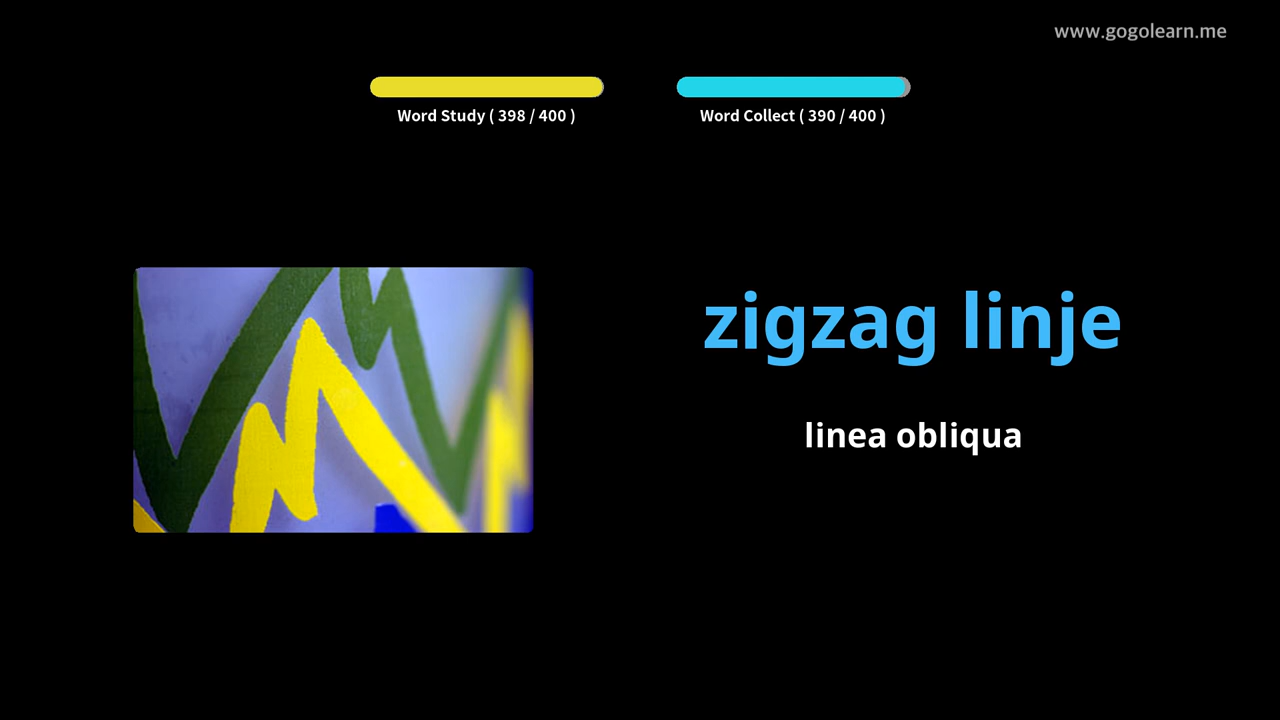 www.gogolearn.me
Word Study ( 398 / 400 )
Word Collect ( 390 / 400 )
zigzag linje
linea obliqua